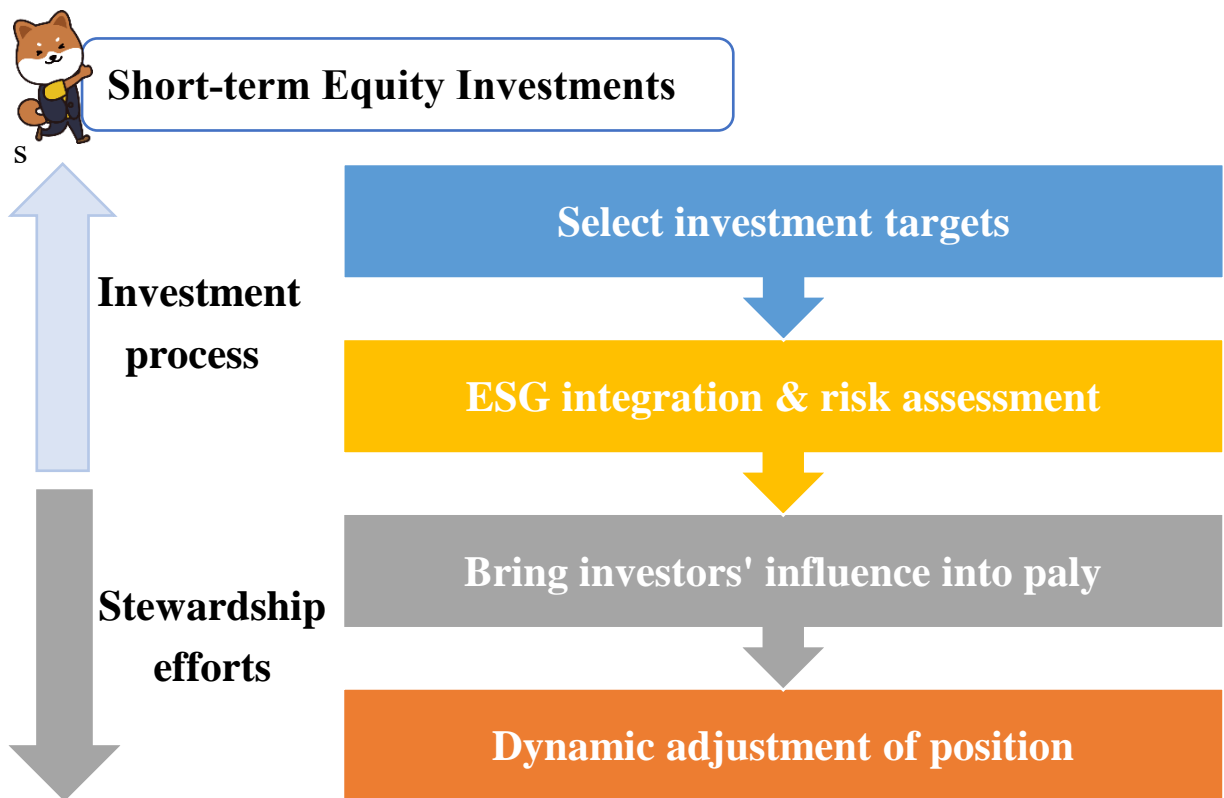 Short-term Equity Investments
S
Select investment targets
Investment
process
ESG integration & risk assessment
Bring investors' influence into paly
Stewardship
efforts
Dynamic adjustment of position